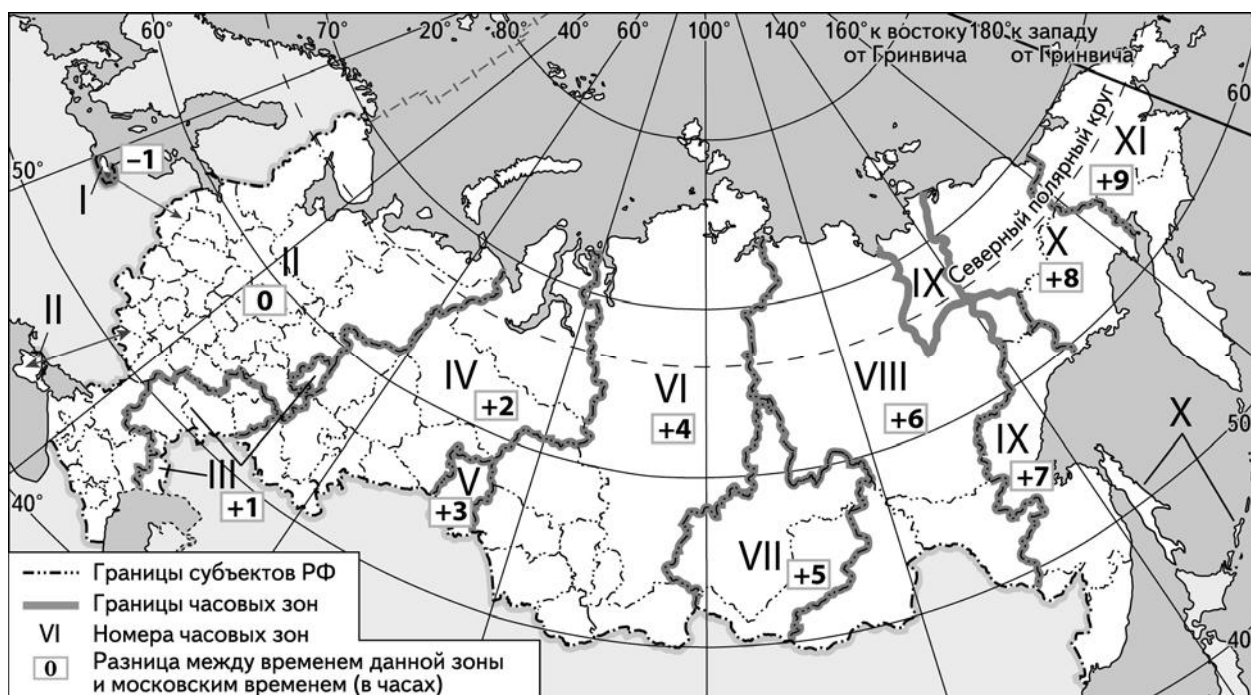 60° 70° 20° 40° 60° 80° 100° 120° 140° 160° к востоку от Гринвича 180° к западу от Гринвича
60°
50°
–1
I
II
0
II
III
+1
40°
IV
+2
V
+3
VI
+4
VII
+5
VIII
+6
IX
IX
+7
X
+8
XI
+9
Северный полярный круг
X
50°
40°
Границы субъектов РФ
Границы часовых зон
VI Номера часовых зон
0 Разница между временем данной зоны
и московским временем (в часах)